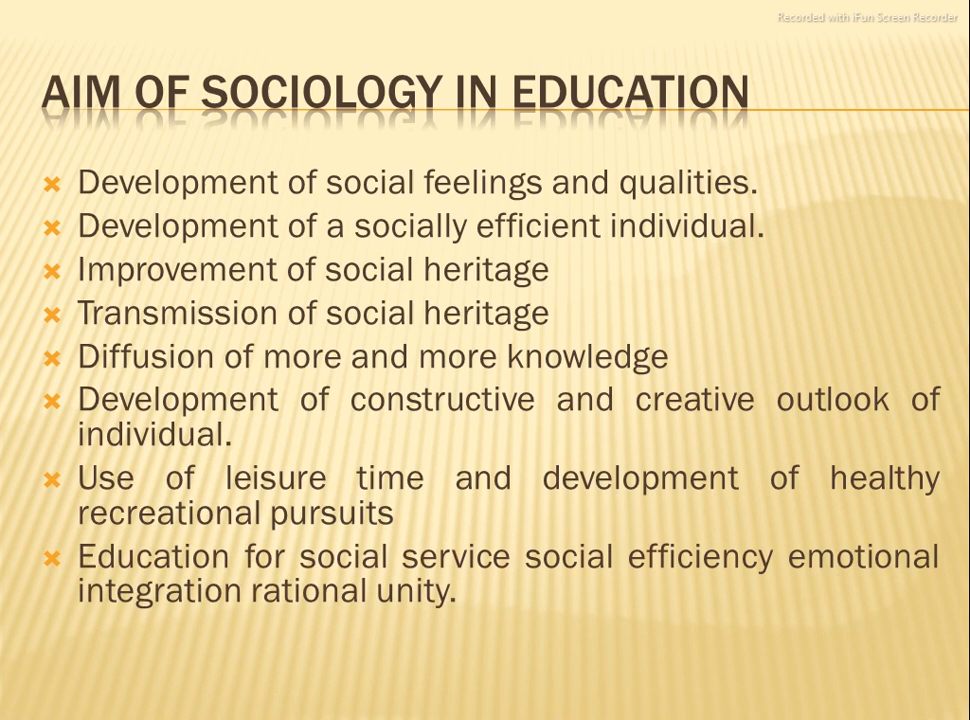 Recorded with iFun Screen Recorder
AIM OF SOCIOLOGY IN EDUCATION
Development of social feelings and qualities.
Development of a socially efficient individual.
Improvement of social heritage
Transmission of social heritage
Diffusion of more and more knowledge
Development of constructive and creative outlook of
individual.
Use of leisure time and development of healthy
recreational pursuits
Education for social service social efficiency emotional
integration rational unity.